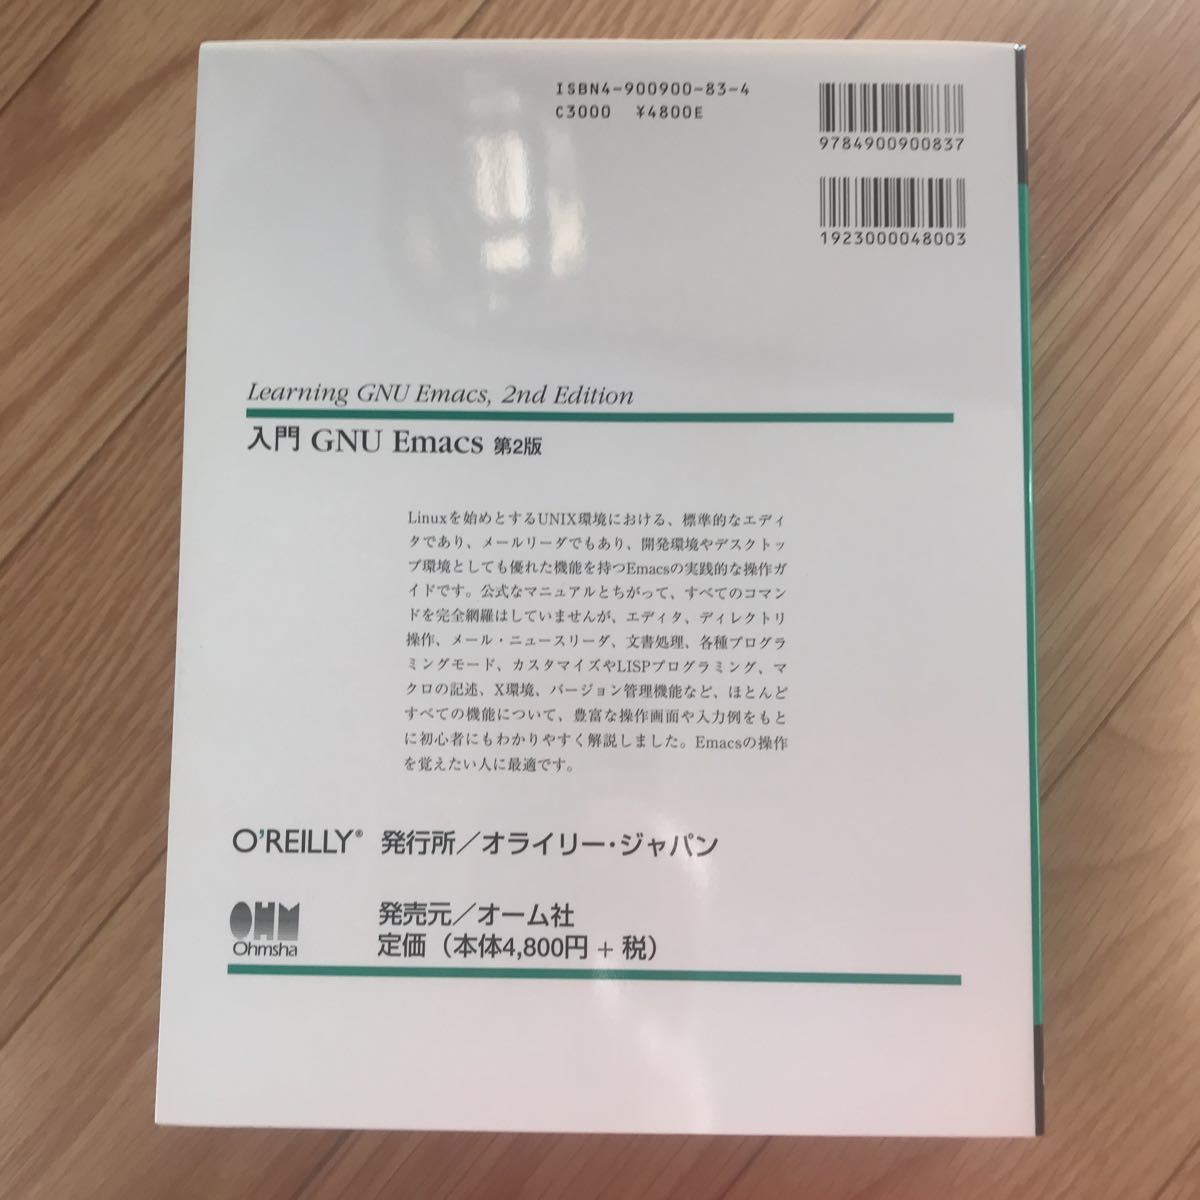 ISBN4-900900-83-4
C3000 ¥4800E
9784900900837
1923000048003
Learning GNU Emacs, 2nd Edition
入門 GNU Emacs 第2版
Linuxを始めとするUNIX環境における、標準的なエディ
タであり、メールリーダでもあり、開発環境やデスクトッ
プ環境としても優れた機能を持つEmacsの実践的な操作ガ
イドです。公式なマニュアルとちがって、すべてのコマン
ドを完全網羅はしていませんが、エディタ、ディレクトリ
操作、メール・ニュースリーダ、文書処理、各種プログラ
ミングモード、カスタマイズやLISPプログラミング、マ
クロの記述、X環境、バージョン管理機能など、ほとんど
すべての機能について、豊富な操作画面や入力例をもと
に初心者にもわかりやすく解説しました。Emacsの操作
を覚えたい人に最適です。
O'REILLY® 発行所／オライリー・ジャパン
OHM
Ohmsha
発売元／オーム社
定価（本体4,800円 + 税）